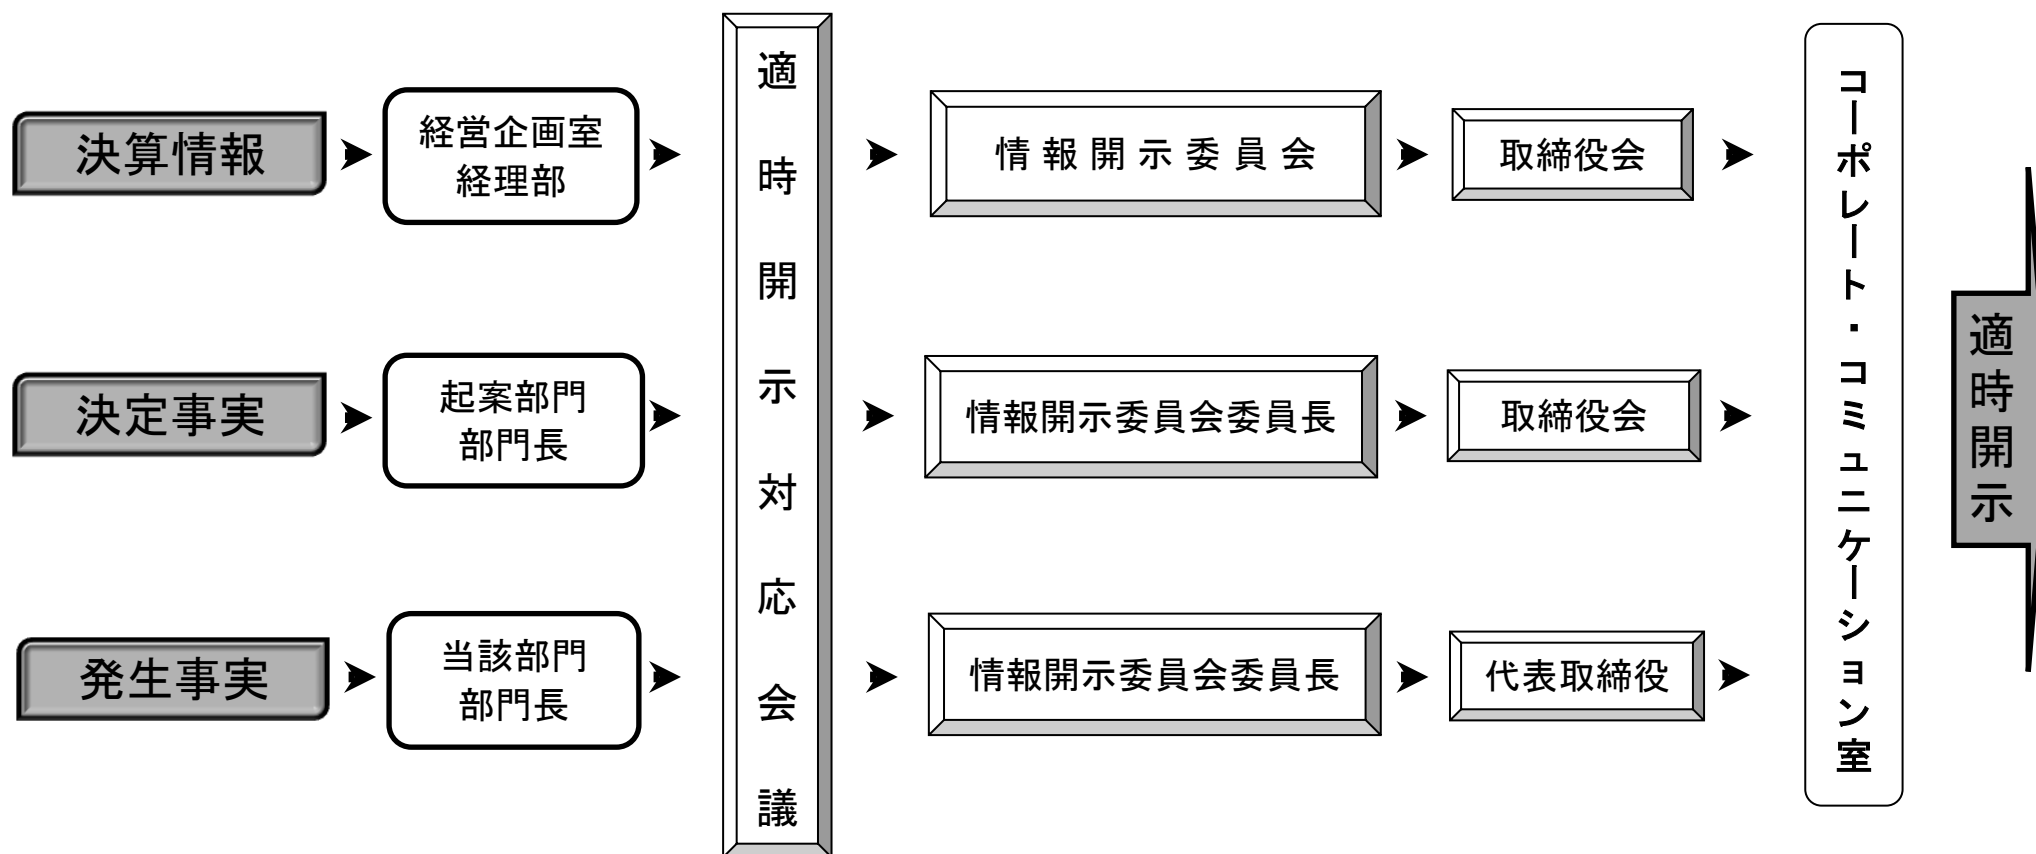 決算情報
経営企画室
経理部
適時開示対応会議
情報開示委員会
取締役会
コーポレート・コミュニケーション室
適時開示
決定事実
起案部門
部門長
情報開示委員会委員長
取締役会
発生事実
当該部門
部門長
情報開示委員会委員長
代表取締役